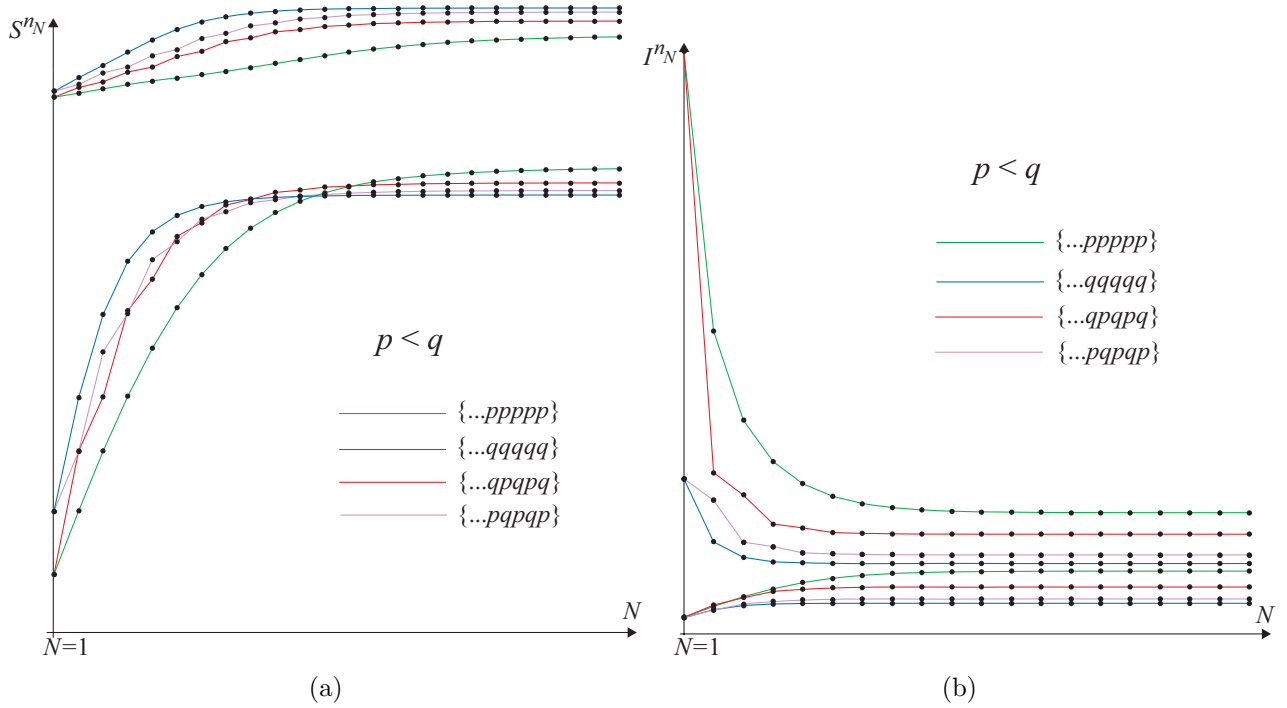 S^{n_N}
p < q
{...ppppp}
{...qqqqq}
{...qpqpq}
{...pqpqp}
N
N=1
(a)
I^{n_N}
p < q
{...ppppp}
{...qqqqq}
{...qpqpq}
{...pqpqp}
N
N=1
(b)